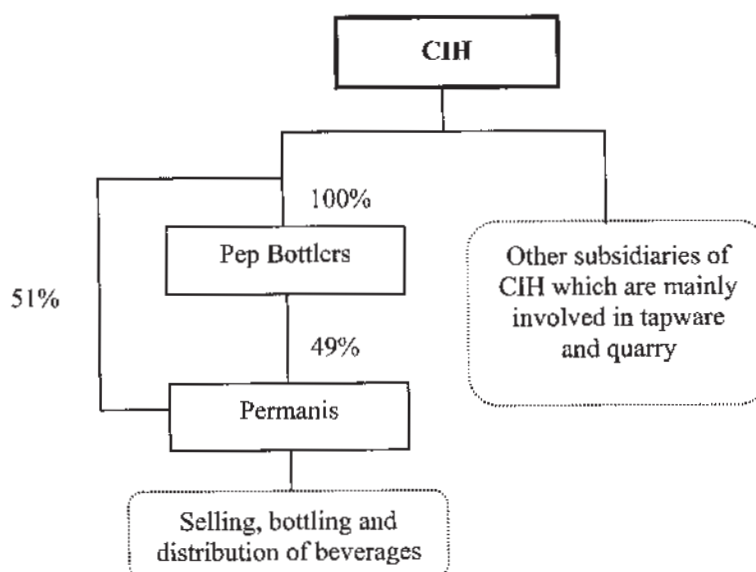 CIH
100%
Pep Bottlers
Other subsidiaries of
CIH which are mainly
involved in tapware
and quarry
51%
49%
Permanis
Selling, bottling and
distribution of beverages